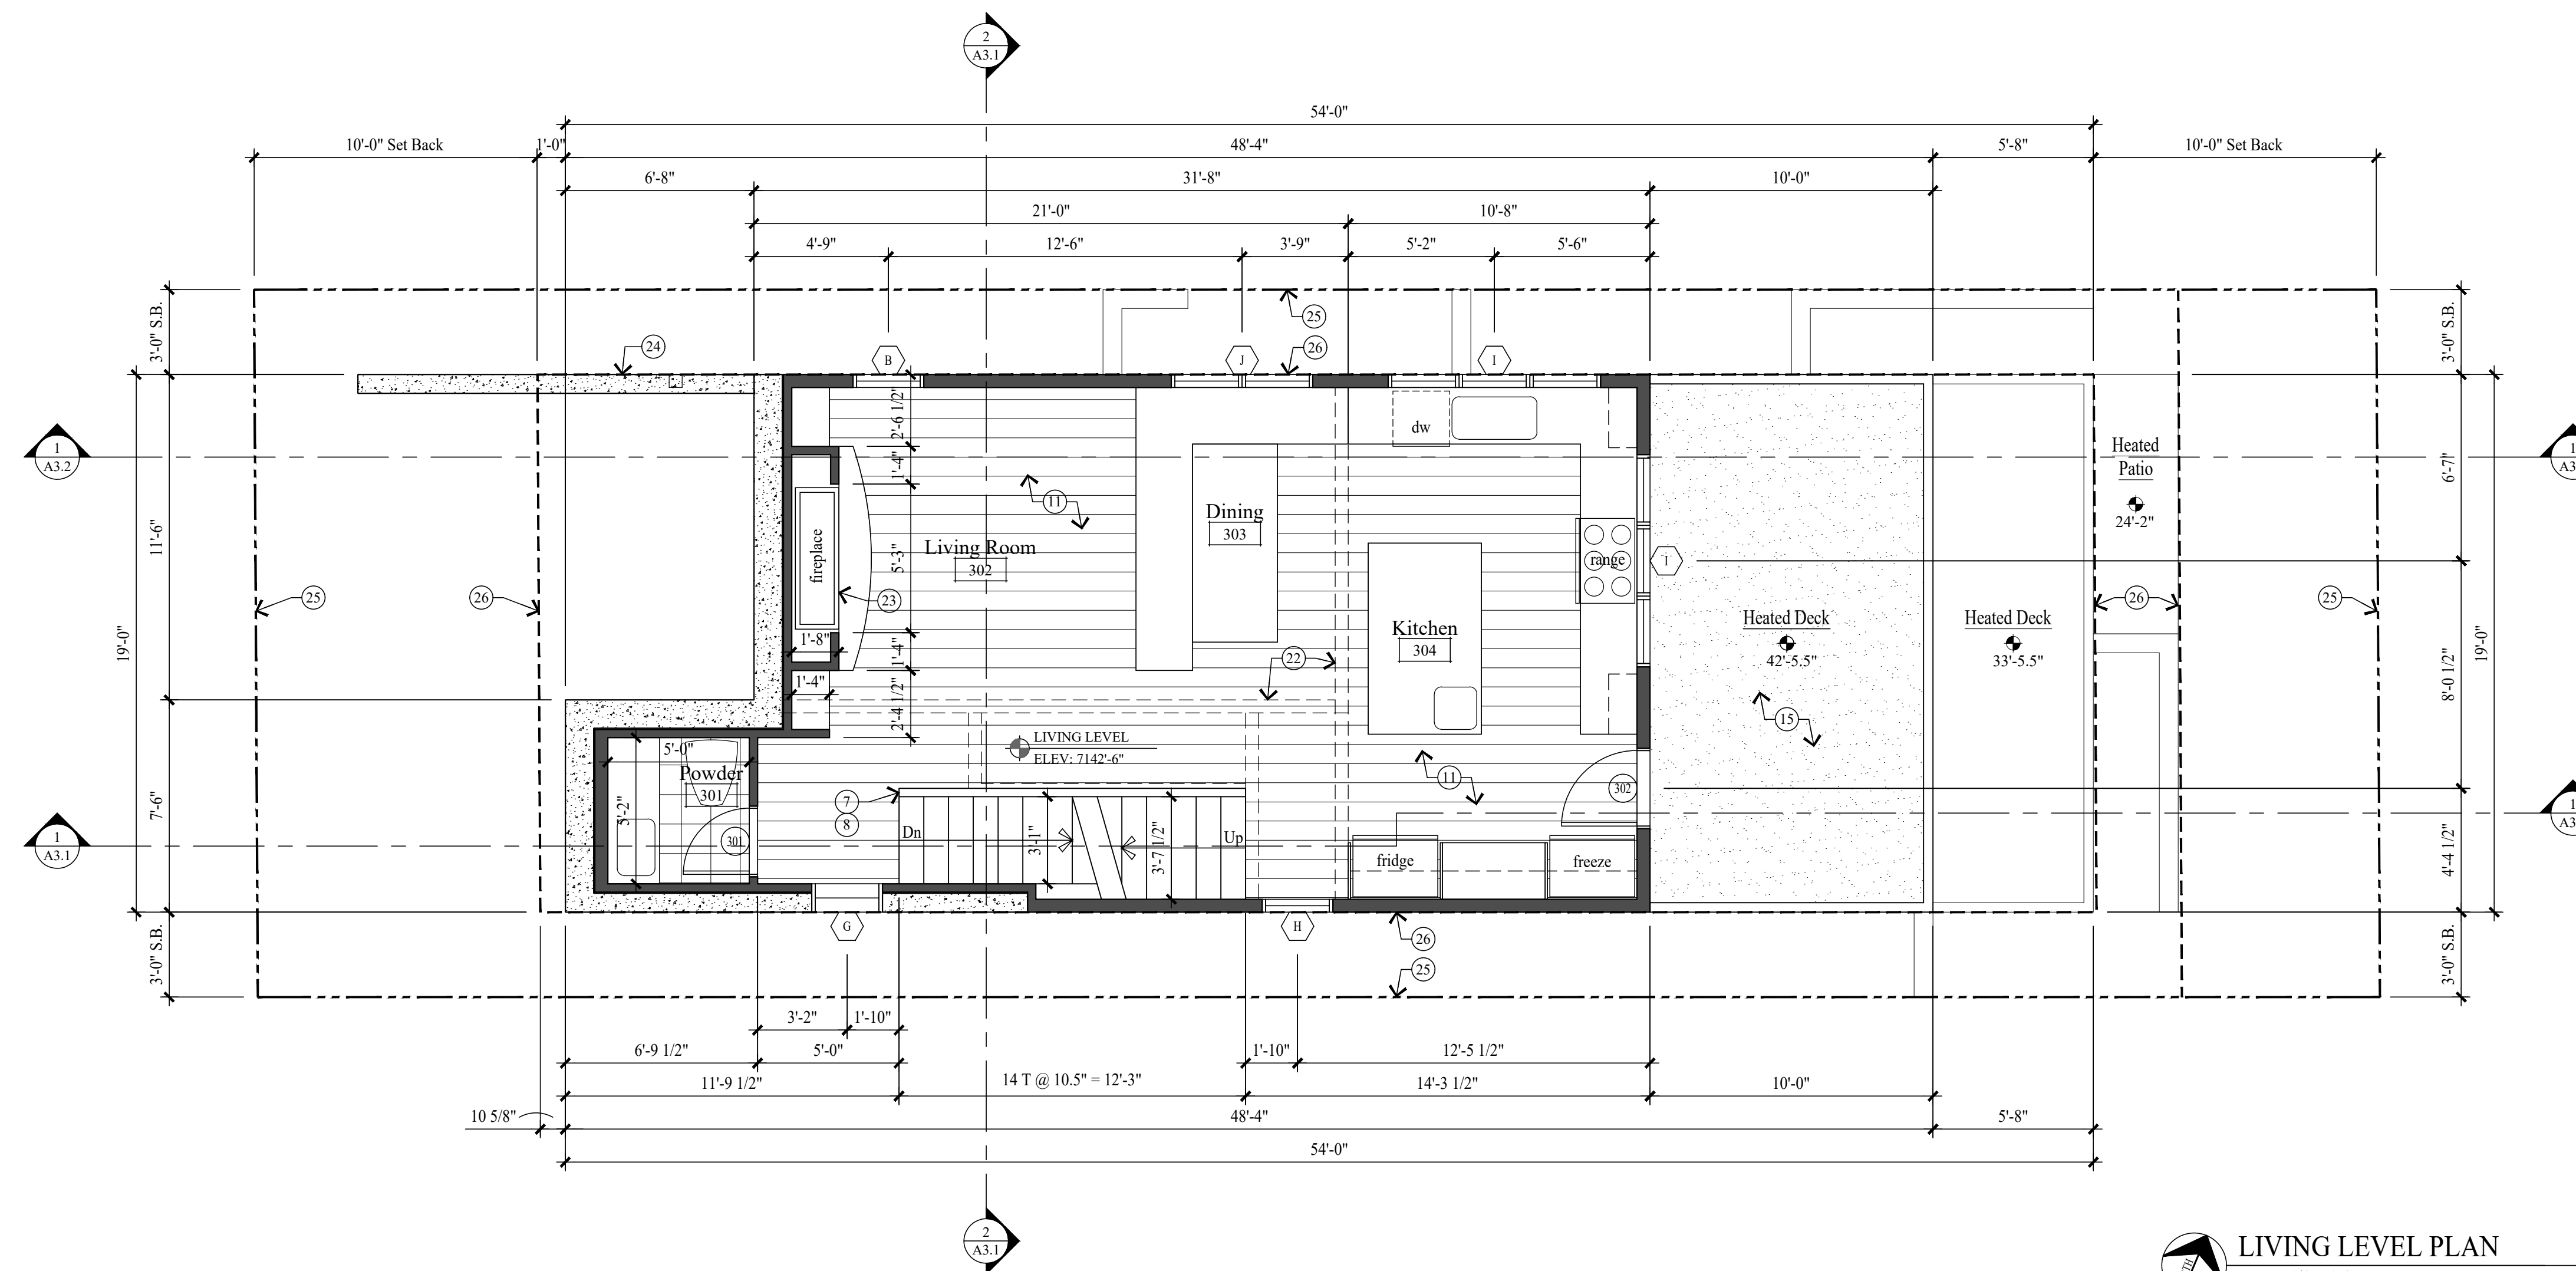 2
A3.1
54'-0"
10'-0" Set Back
1'-0"
48'-4"
5'-8"
10'-0" Set Back
6'-8"
31'-8"
10'-0"
21'-0"
10'-8"
4'-9"
12'-6"
3'-9"
5'-2"
5'-6"
3'-0" S.B.
3'-0" S.B.
25
24
26
B
J
I
2'-6 1/2"
dw
1
A3.2
1'-4"
Heated
Patio
24'-2"
6'-7"
11
Dining
303
11'-6"
fireplace
Living Room
302
5'-3"
range
I
25
26
23
26
25
19'-0"
1'-8"
1'-4"
Kitchen
304
Heated Deck
42'-5.5"
Heated Deck
33'-5.5"
22
8'-0 1/2"
19'-0"
1'-4"
2'-4 1/2"
15
LIVING LEVEL
ELEV: 7142'-6"
5'-0"
Powder
301
11
302
7
8
7'-6"
5'-2"
301
Dn
3'-1"
3'-7 1/2"
Up
1
A3.1
fridge
freeze
4'-4 1/2"
G
H
26
25
3'-0" S.B.
3'-0" S.B.
3'-2"
1'-10"
6'-9 1/2"
5'-0"
1'-10"
12'-5 1/2"
11'-9 1/2"
14 T @ 10.5" = 12'-3"
14'-3 1/2"
10'-0"
10 5/8"
48'-4"
5'-8"
54'-0"
2
A3.1
LIVING LEVEL PLAN